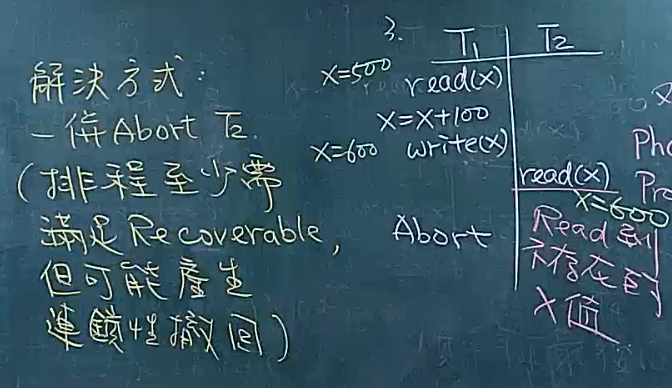 解決方式:
一併Abort T2.
(排程至少需
滿足Recoverable,
但可能產生
連鎖性撤回)
3.
T1 T2
x=500 read(x)
x=x+100
x=600 write(x)
read(x)
x=600
Abort
Read到
不存在的
X值
Pho
Pro